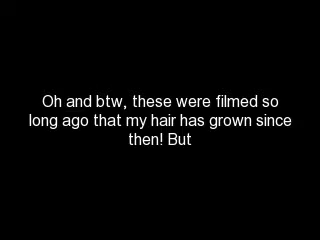 Oh and btw, these were filmed so
long ago that my hair has grown since
then! But